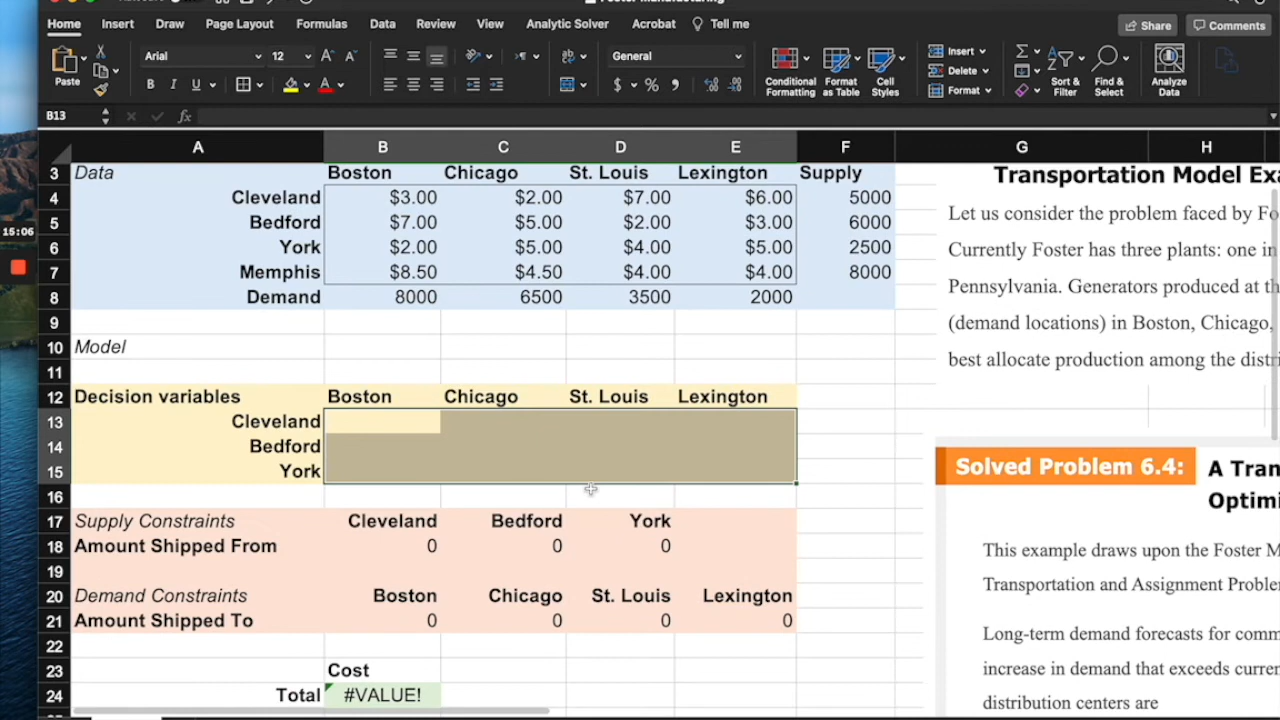 Home Insert Draw Page Layout Formulas Data Review View Analytic Solver Acrobat Tell me Share Comments
Arial 12 A A General Insert Σ
Paste B I U A $ % Conditional Formatting Format as Table Cell Styles Delete Format Sort & Filter Find & Select Analyze Data
B13 fx
A B C D E F G H
3 Data Boston Chicago St. Louis Lexington Supply
4 Cleveland $3.00 $2.00 $7.00 $6.00 5000
5 Bedford $7.00 $5.00 $2.00 $3.00 6000
6 York $2.00 $5.00 $4.00 $5.00 2500
7 Memphis $8.50 $4.50 $4.00 $4.00 8000
8 Demand 8000 6500 3500 2000
9
10 Model
11
12 Decision variables Boston Chicago St. Louis Lexington
13 Cleveland
14 Bedford
15 York
16
17 Supply Constraints Cleveland Bedford York
18 Amount Shipped From 0 0 0
19
20 Demand Constraints Boston Chicago St. Louis Lexington
21 Amount Shipped To 0 0 0 0
22
23 Cost
24 Total #VALUE!
15:06
Transportation Model Exa
Let us consider the problem faced by Fo
Currently Foster has three plants: one in
Pennsylvania. Generators produced at th
(demand locations) in Boston, Chicago,
best allocate production among the distri
Solved Problem 6.4: A Tran
Optimi
This example draws upon the Foster M
Transportation and Assignment Problem
Long-term demand forecasts for comm
increase in demand that exceeds curren
distribution centers are